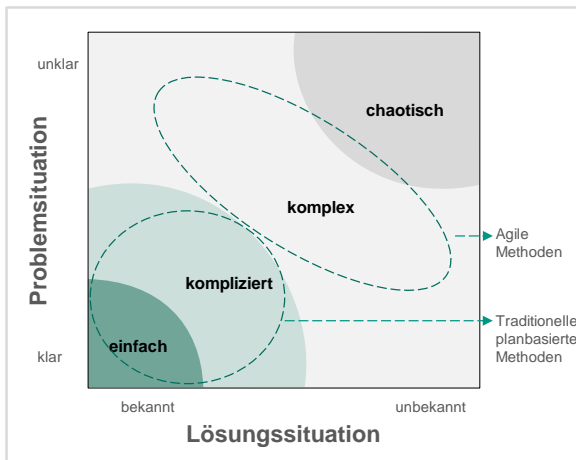 unklar
chaotisch
Problemsituation
komplex
Agile
Methoden
kompliziert
Traditionelle
planbasierte
Methoden
einfach
klar
bekannt
unbekannt
Lösungssituation